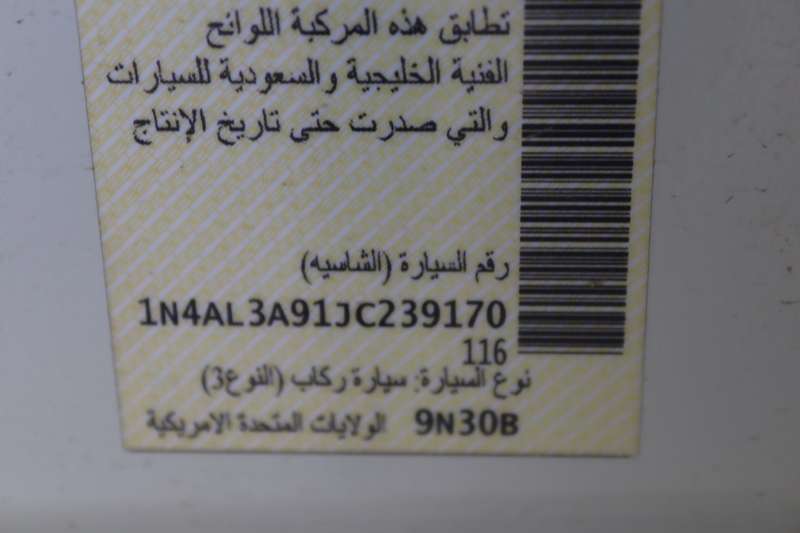 تطابق هذه المركبة اللوائح
الفنية الخليجية والسعودية للسيارات
والتي صدرت حتى تاريخ الإنتاج
رقم السيارة (الشاسيه)
1N4AL3A91JC239170
116
نوع السيارة: سيارة ركاب (النوع3)
9N30B الولايات المتحدة الامريكية